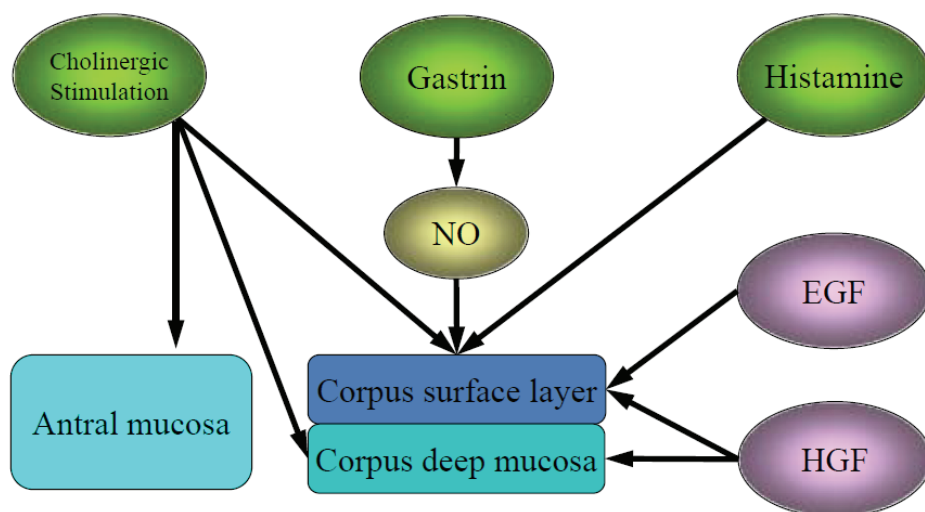 Cholinergic
Stimulation
Gastrin
Histamine
NO
EGF
Antral mucosa
Corpus surface layer
Corpus deep mucosa
HGF